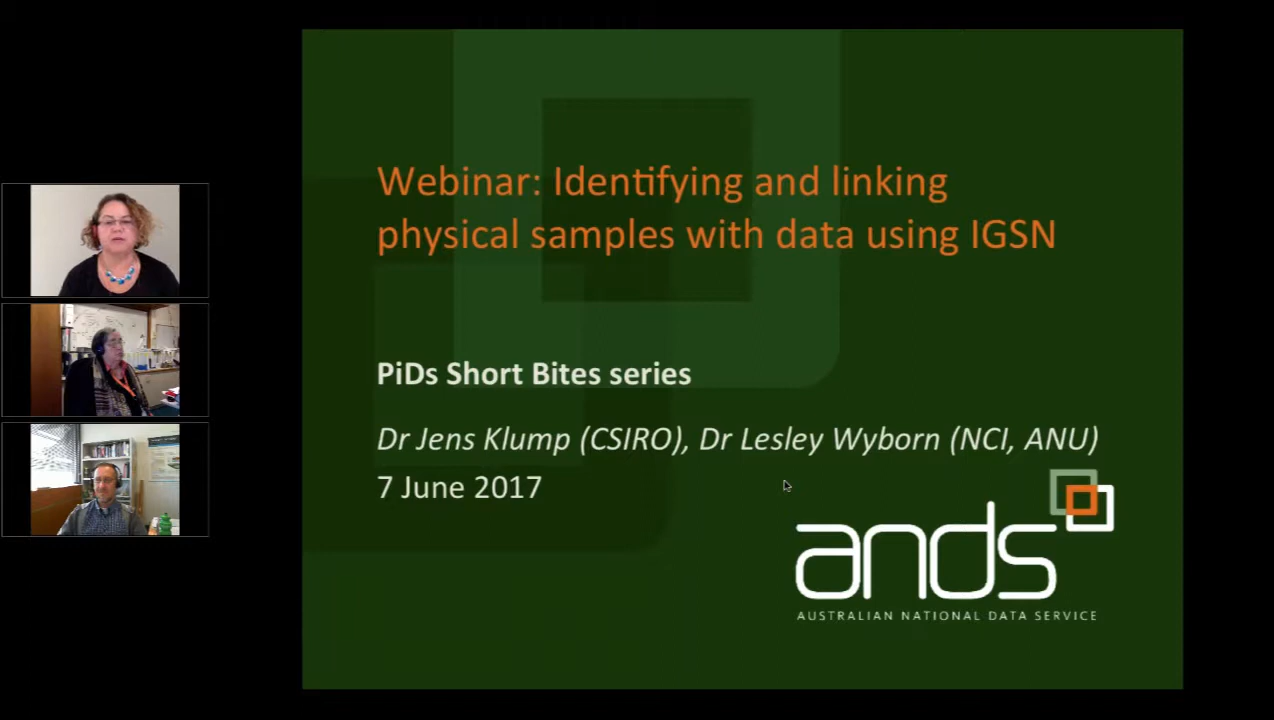 Webinar: Identifying and linking
physical samples with data using IGSN
PiDs Short Bites series
Dr Jens Klump (CSIRO), Dr Lesley Wyborn (NCI, ANU)
7 June 2017
ands
AUSTRALIAN NATIONAL DATA SERVICE